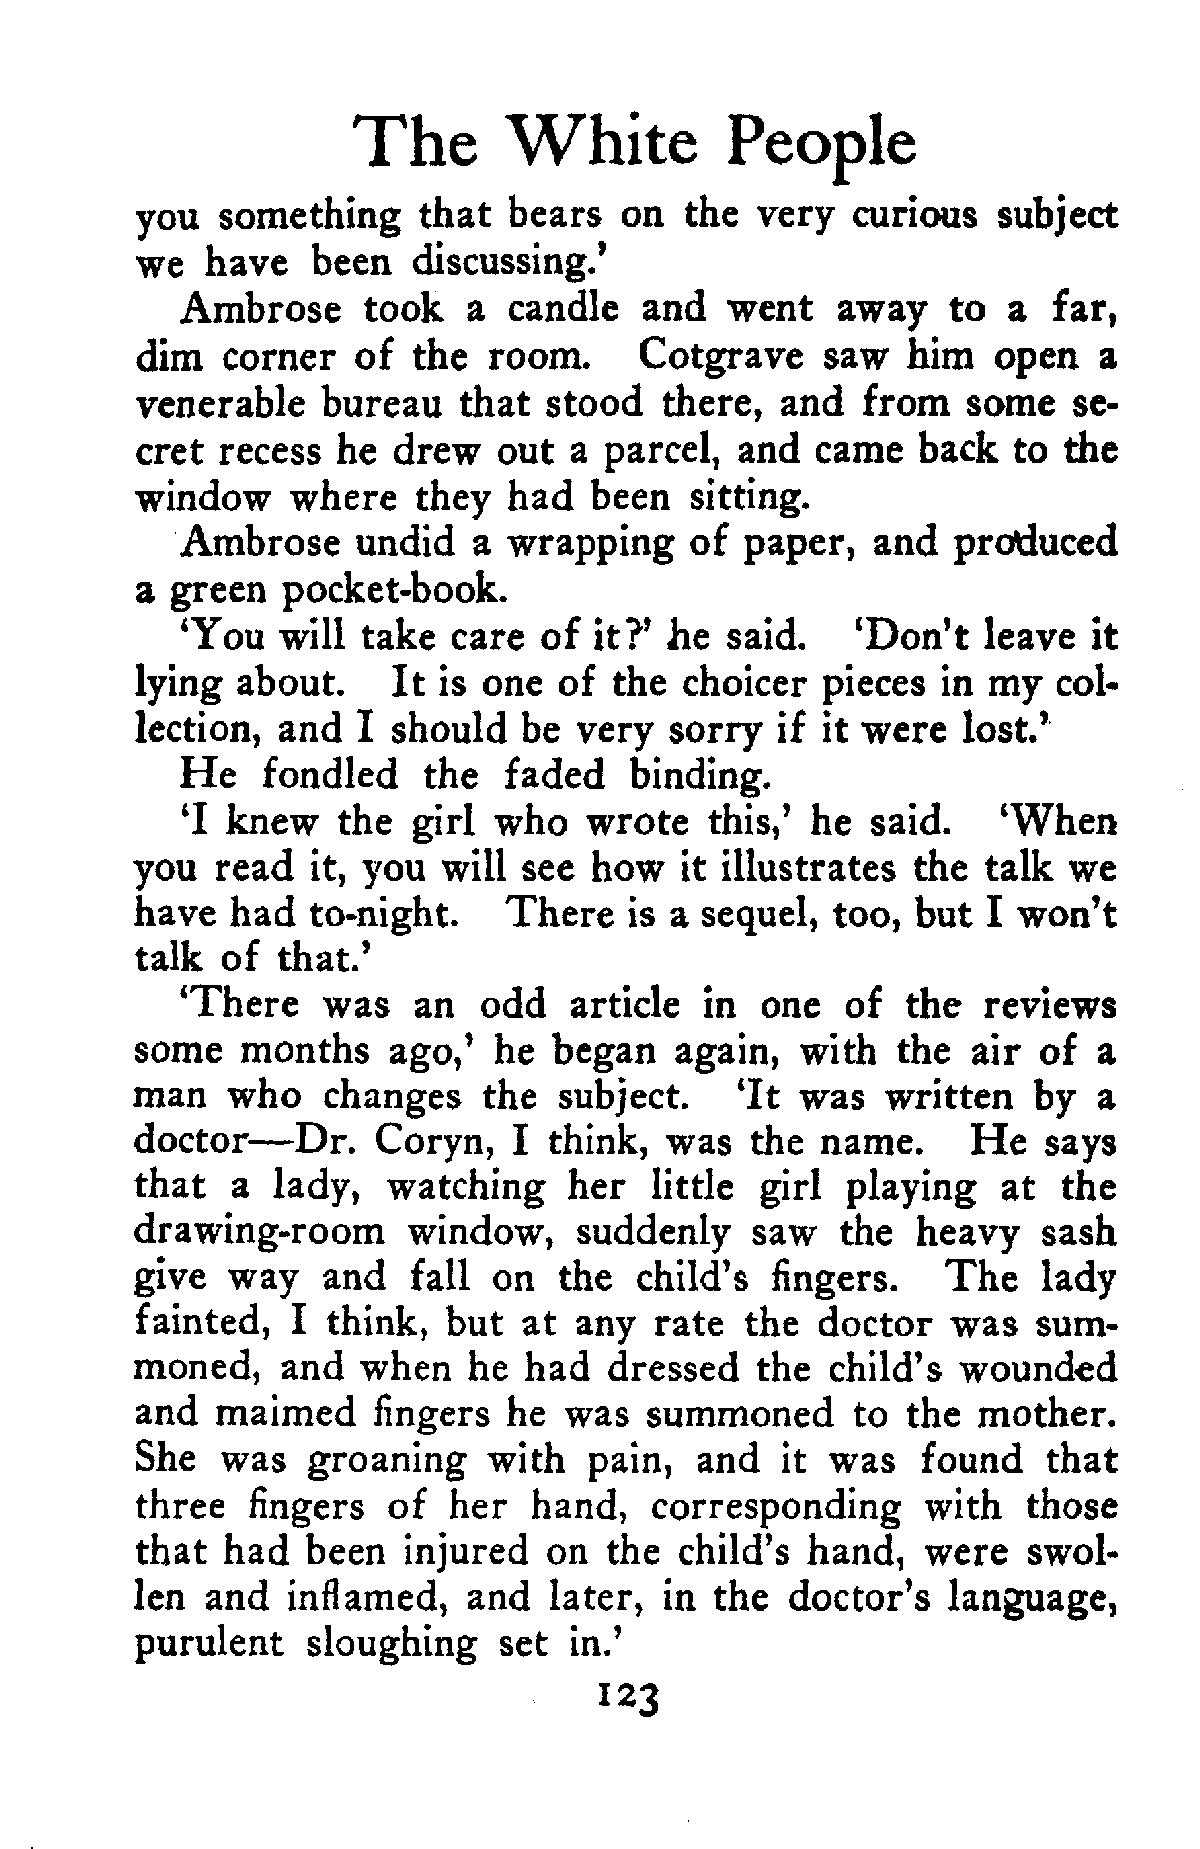 The White People
you something that bears on the very curious subject
we have been discussing.’
Ambrose took a candle and went away to a far,
dim corner of the room. Cotgrave saw him open a
venerable bureau that stood there, and from some se-
cret recess he drew out a parcel, and came back to the
window where they had been sitting.
Ambrose undid a wrapping of paper, and produced
a green pocket-book.
‘You will take care of it?’ he said. ‘Don’t leave it
lying about. It is one of the choicer pieces in my col-
lection, and I should be very sorry if it were lost.’
He fondled the faded binding.
‘I knew the girl who wrote this,’ he said. ‘When
you read it, you will see how it illustrates the talk we
have had to-night. There is a sequel, too, but I won’t
talk of that.’
‘There was an odd article in one of the reviews
some months ago,’ he began again, with the air of a
man who changes the subject. ‘It was written by a
doctor—Dr. Coryn, I think, was the name. He says
that a lady, watching her little girl playing at the
drawing-room window, suddenly saw the heavy sash
give way and fall on the child’s fingers. The lady
fainted, I think, but at any rate the doctor was sum-
moned, and when he had dressed the child’s wounded
and maimed fingers he was summoned to the mother.
She was groaning with pain, and it was found that
three fingers of her hand, corresponding with those
that had been injured on the child’s hand, were swol-
len and inflamed, and later, in the doctor’s language,
purulent sloughing set in.’
123